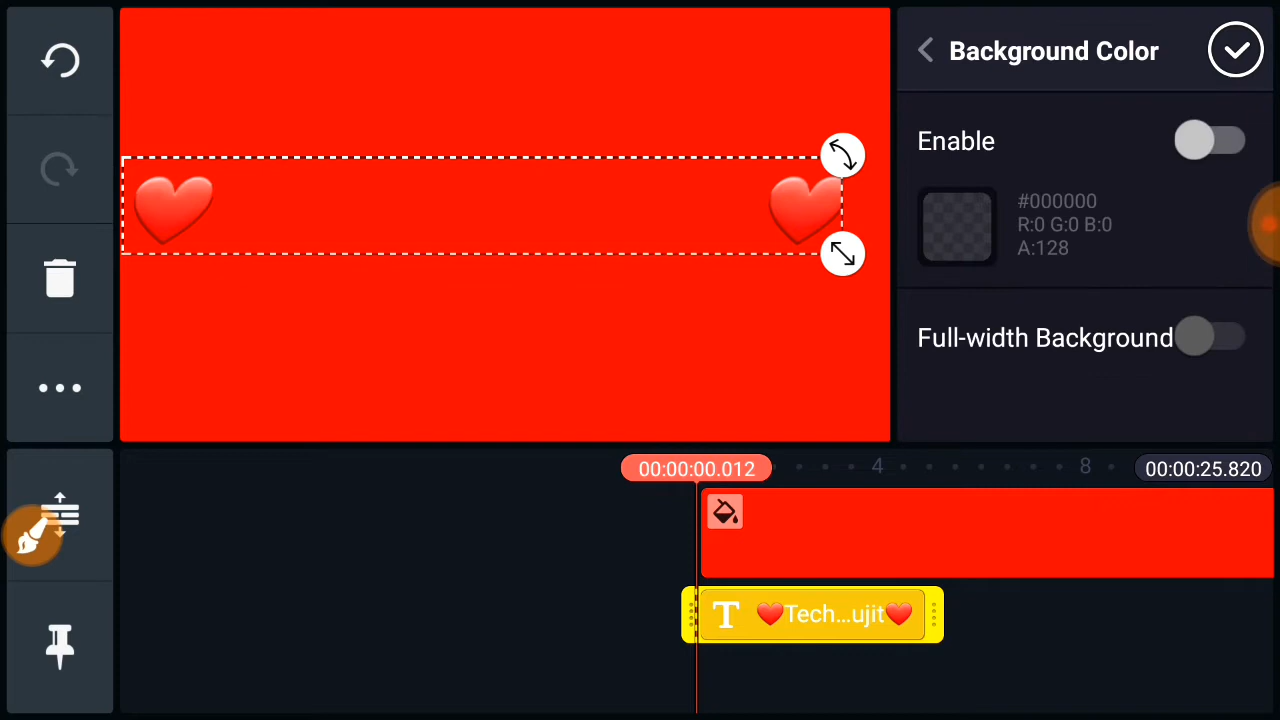 Background Color
Enable
#000000
R:0 G:0 B:0
A:128
Full-width Background
00:00:00.012
4
8
00:00:25.820
T ❤️Tech...ujit❤️